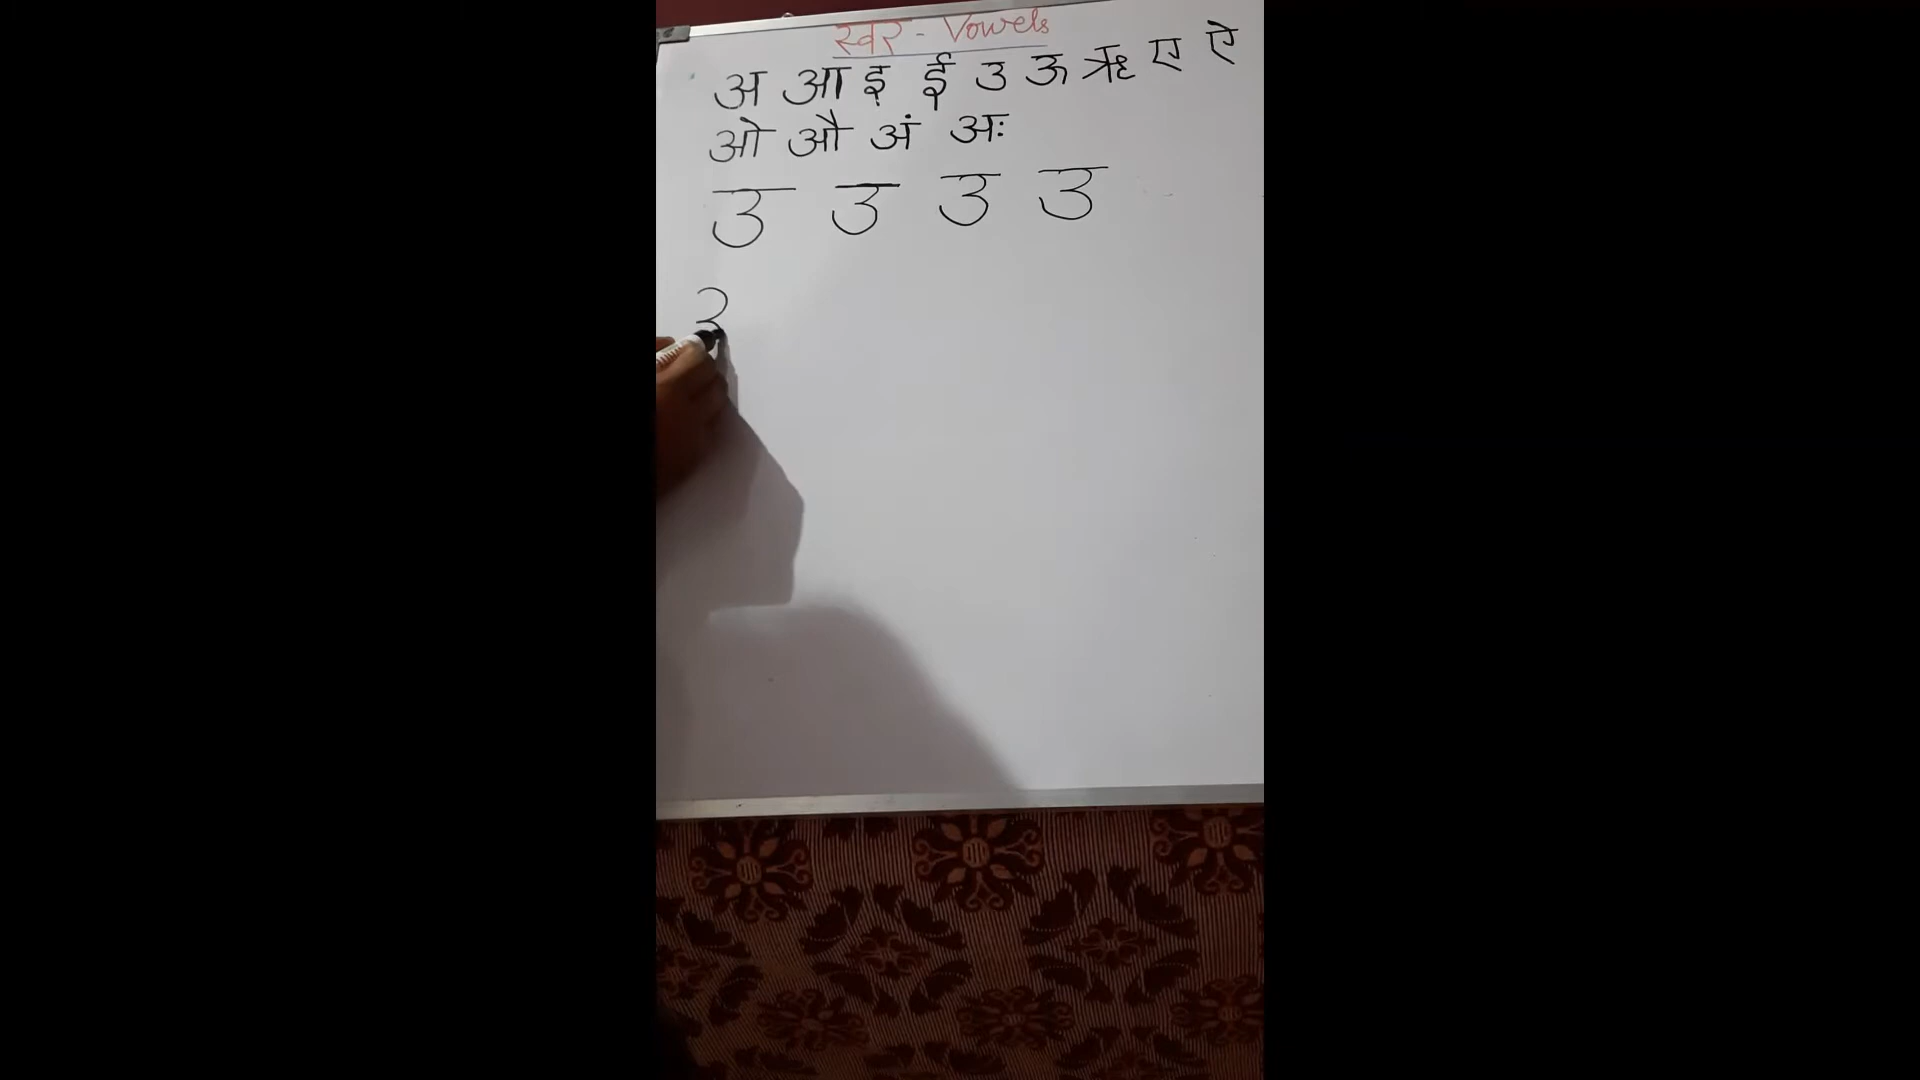 स्वर - Vowels
अ आ इ ई उ ऊ ऋ ए ऐ
ओ औ अं अः
उ उ उ उ